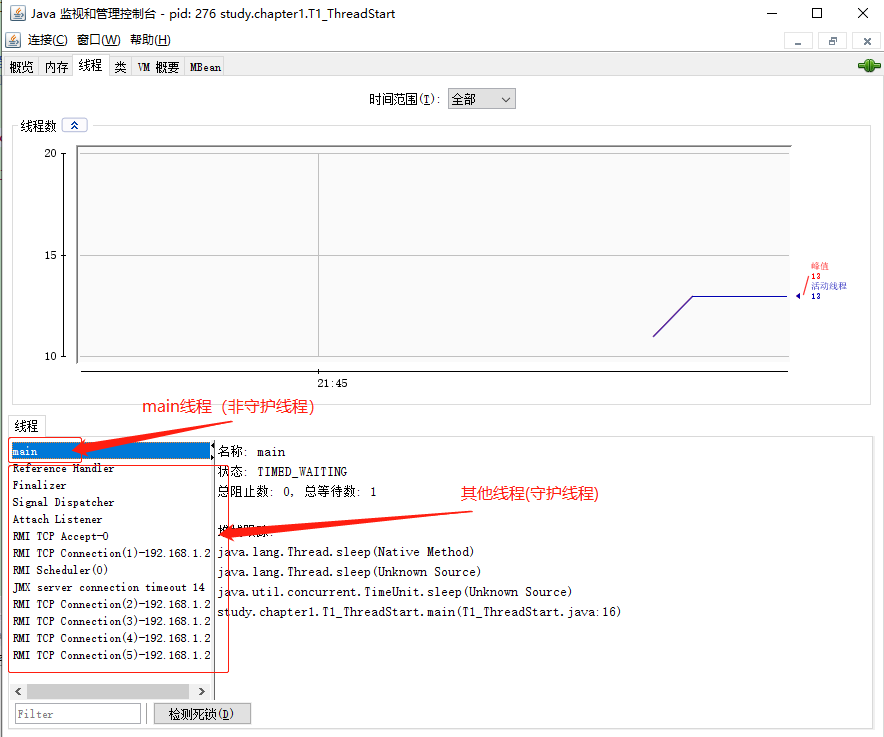 Java 监视和管理控制台 - pid: 276 study.chapter1.T1_ThreadStart
连接(C) 窗口(W) 帮助(H)
概览 内存 线程 类 VM 概要 MBean
时间范围(T): 全部
线程数
20
15
10
峰值
13
活动线程
13
21:45
main线程（非守护线程）
线程
main
Reference Handler
Finalizer
Signal Dispatcher
Attach Listener
RMI TCP Accept-0
RMI TCP Connection(1)-192.168.1.2
RMI Scheduler(0)
JMX server connection timeout 14
RMI TCP Connection(2)-192.168.1.2
RMI TCP Connection(3)-192.168.1.2
RMI TCP Connection(4)-192.168.1.2
RMI TCP Connection(5)-192.168.1.2
名称: main
状态: TIMED_WAITING
总阻止数: 0, 总等待数: 1
其他线程(守护线程)
堆栈跟踪:
java.lang.Thread.sleep(Native Method)
java.lang.Thread.sleep(Unknown Source)
java.util.concurrent.TimeUnit.sleep(Unknown Source)
study.chapter1.T1_ThreadStart.main(T1_ThreadStart.java:16)
Filter
检测死锁(D)